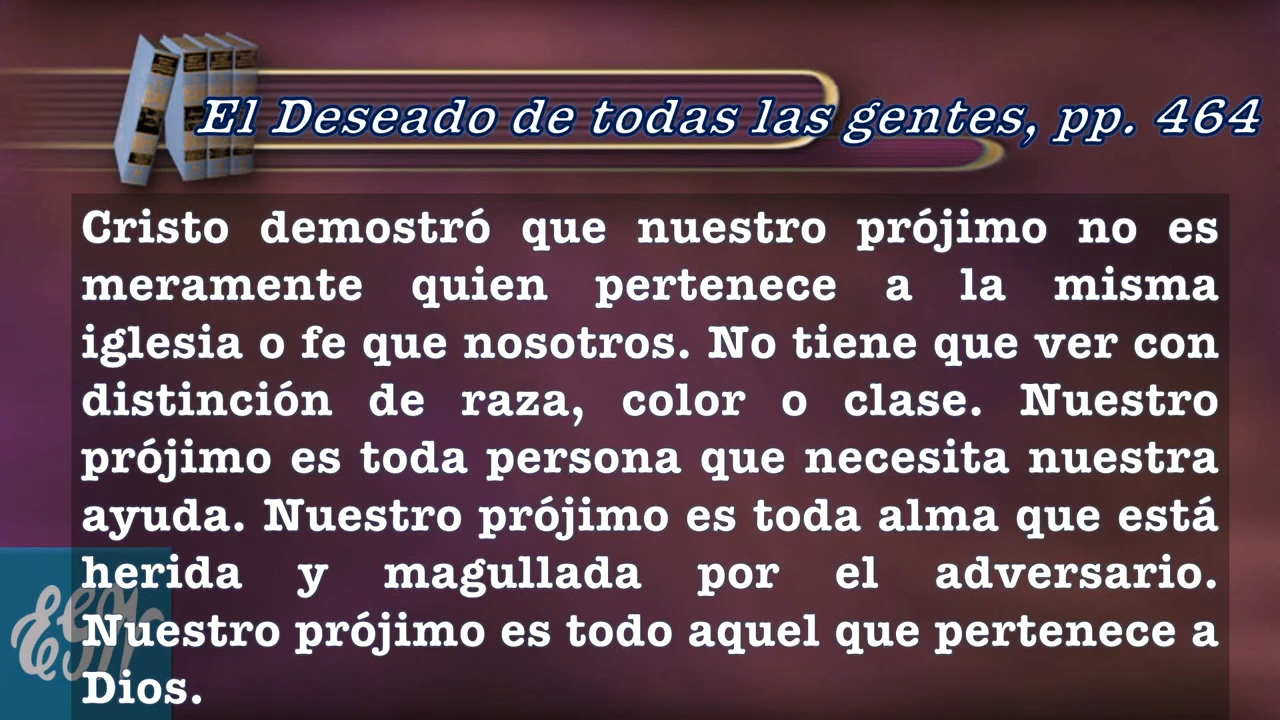 El Deseado de todas las gentes, pp. 464
Cristo demostró que nuestro prójimo no es
meramente quien pertenece a la misma
iglesia o fe que nosotros. No tiene que ver con
distinción de raza, color o clase. Nuestro
prójimo es toda persona que necesita nuestra
ayuda. Nuestro prójimo es toda alma que está
herida y magullada por el adversario.
Nuestro prójimo es todo aquel que pertenece a
Dios.